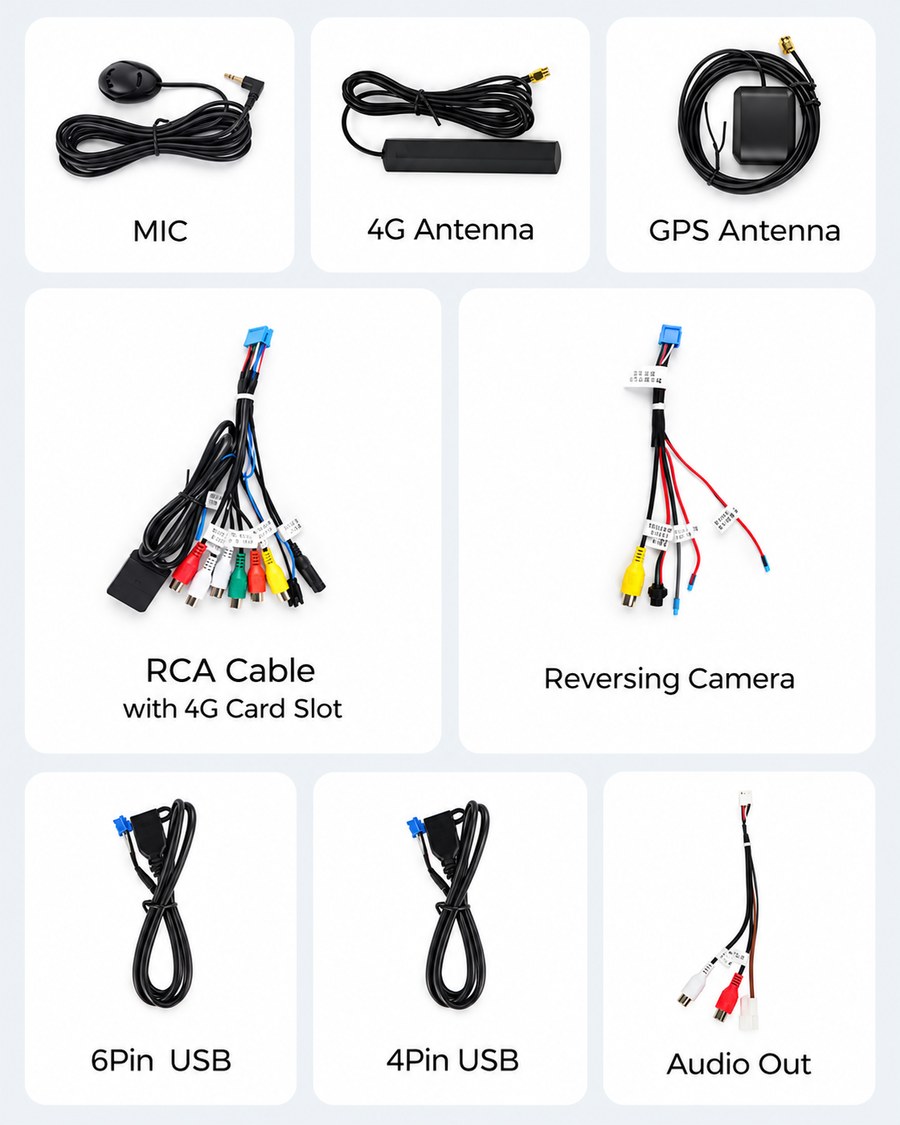 MIC
4G Antenna
GPS Antenna
RCA Cable
with 4G Card Slot
Reversing Camera
6Pin USB
4Pin USB
Audio Out